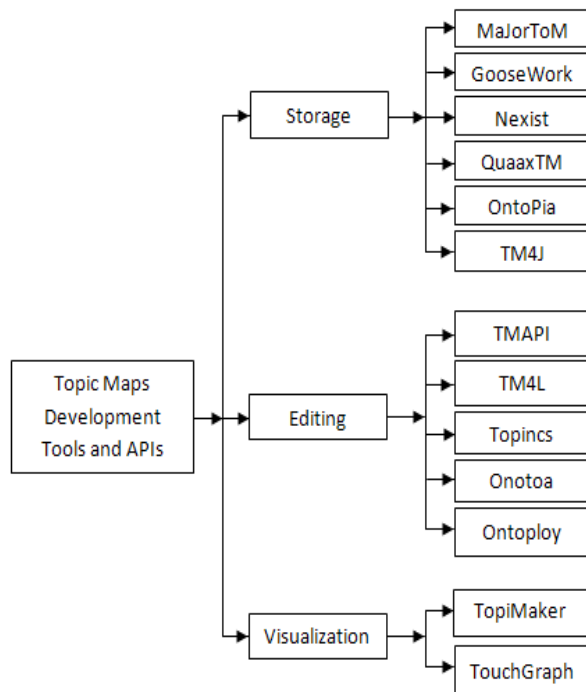 Topic Maps
Development
Tools and APIs
Storage
MaJorToM
GooseWork
Nexist
QuaaxTM
OntoPia
TM4J
Editing
TMAPI
TM4L
Topincs
Onotoa
Ontoploy
Visualization
TopiMaker
TouchGraph